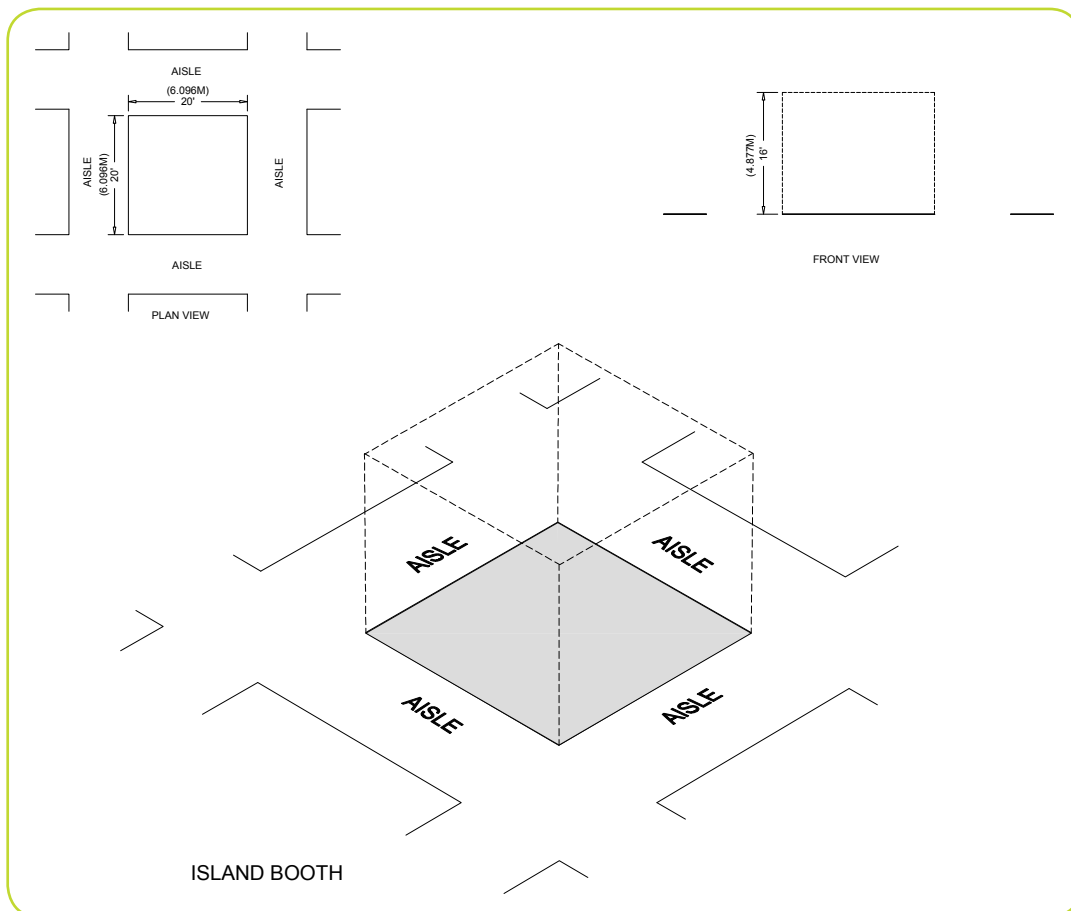 AISLE
(6.096M)
20'
AISLE
(6.096M)
20'
AISLE
AISLE
PLAN VIEW
(4.877M)
16'
FRONT VIEW
AISLE
AISLE
AISLE
AISLE
ISLAND BOOTH